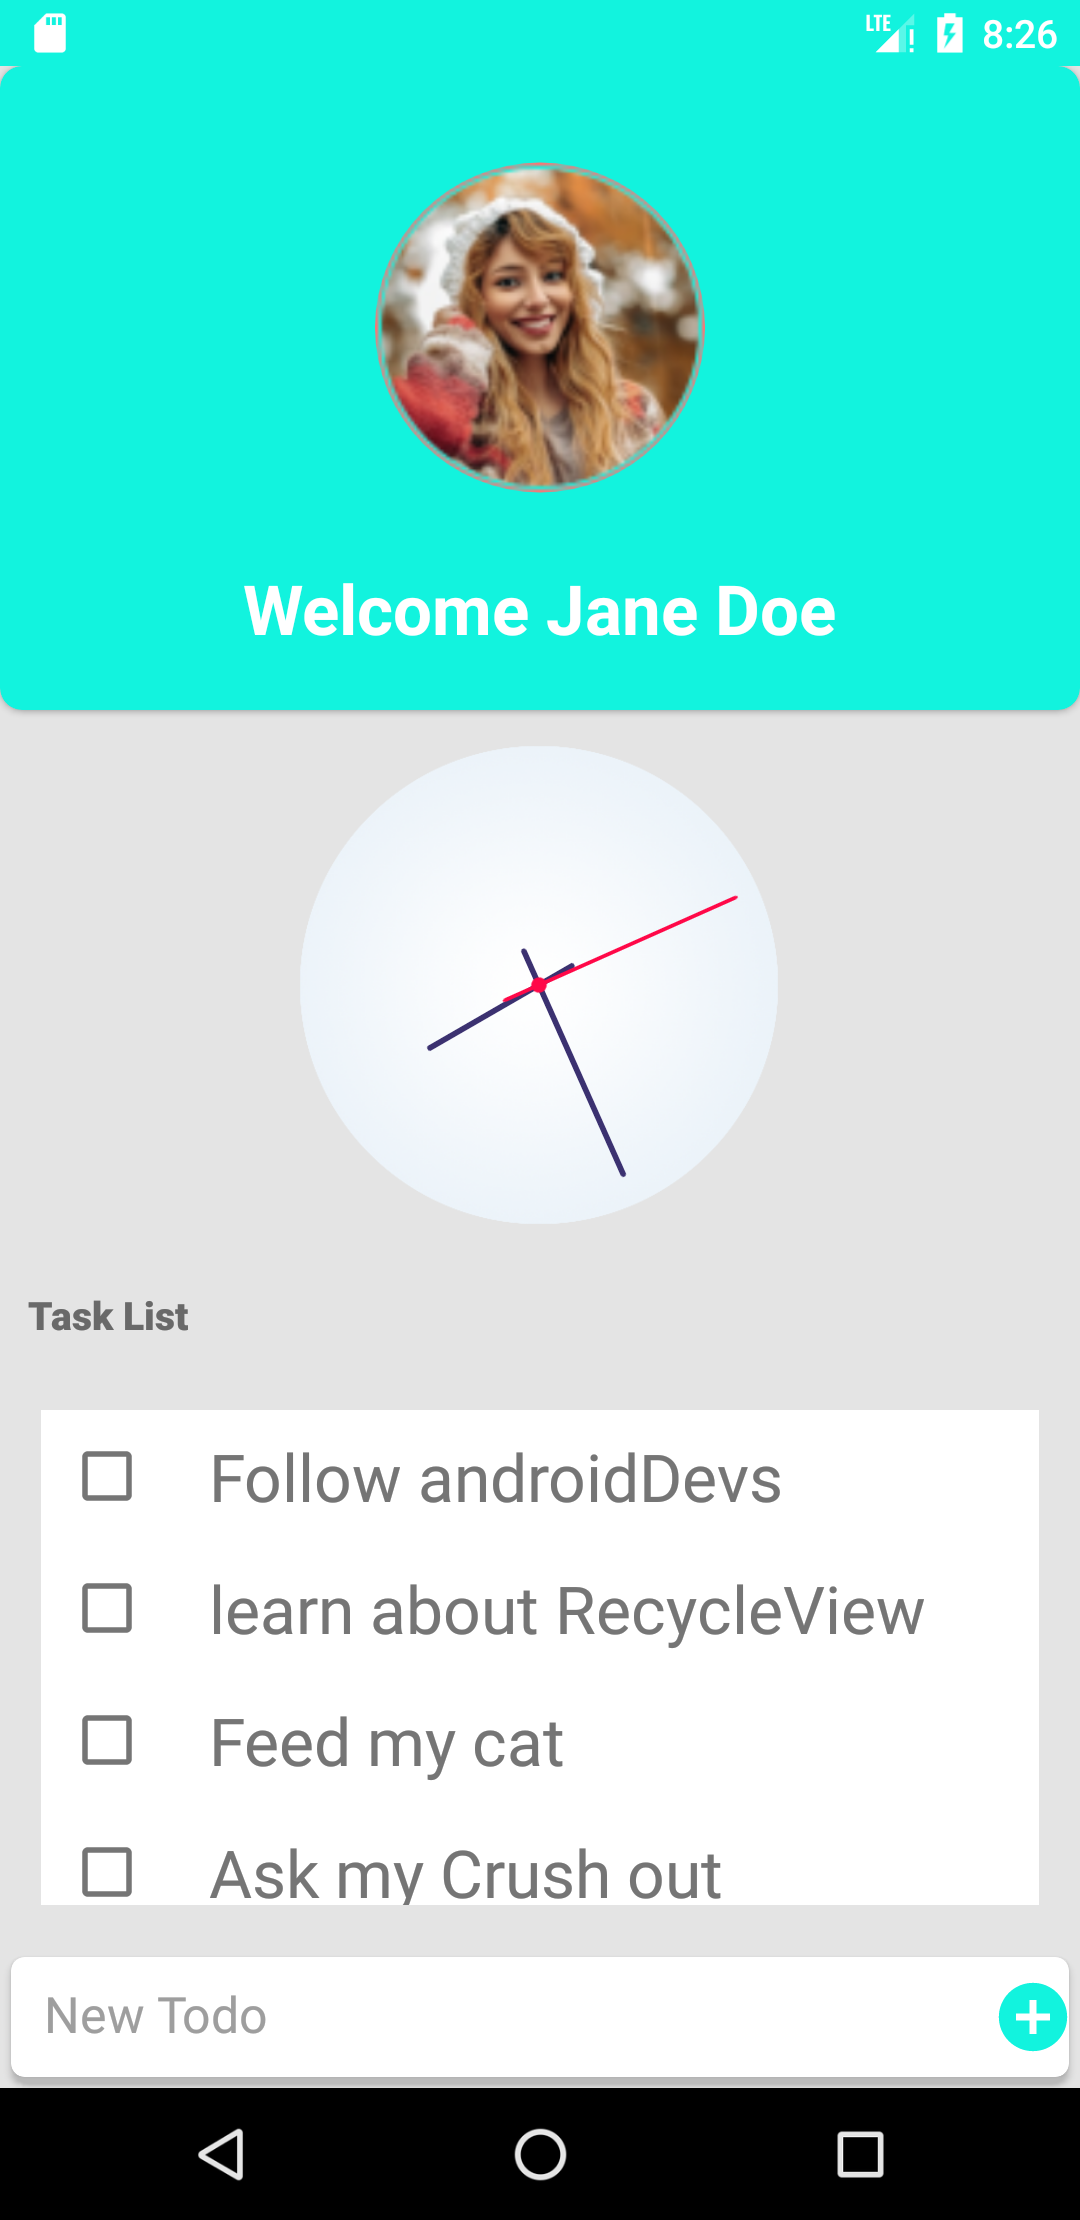 LTE 8:26
Welcome Jane Doe
Task List
Follow androidDevs
learn about RecycleView
Feed my cat
Ask my Crush out
New Todo